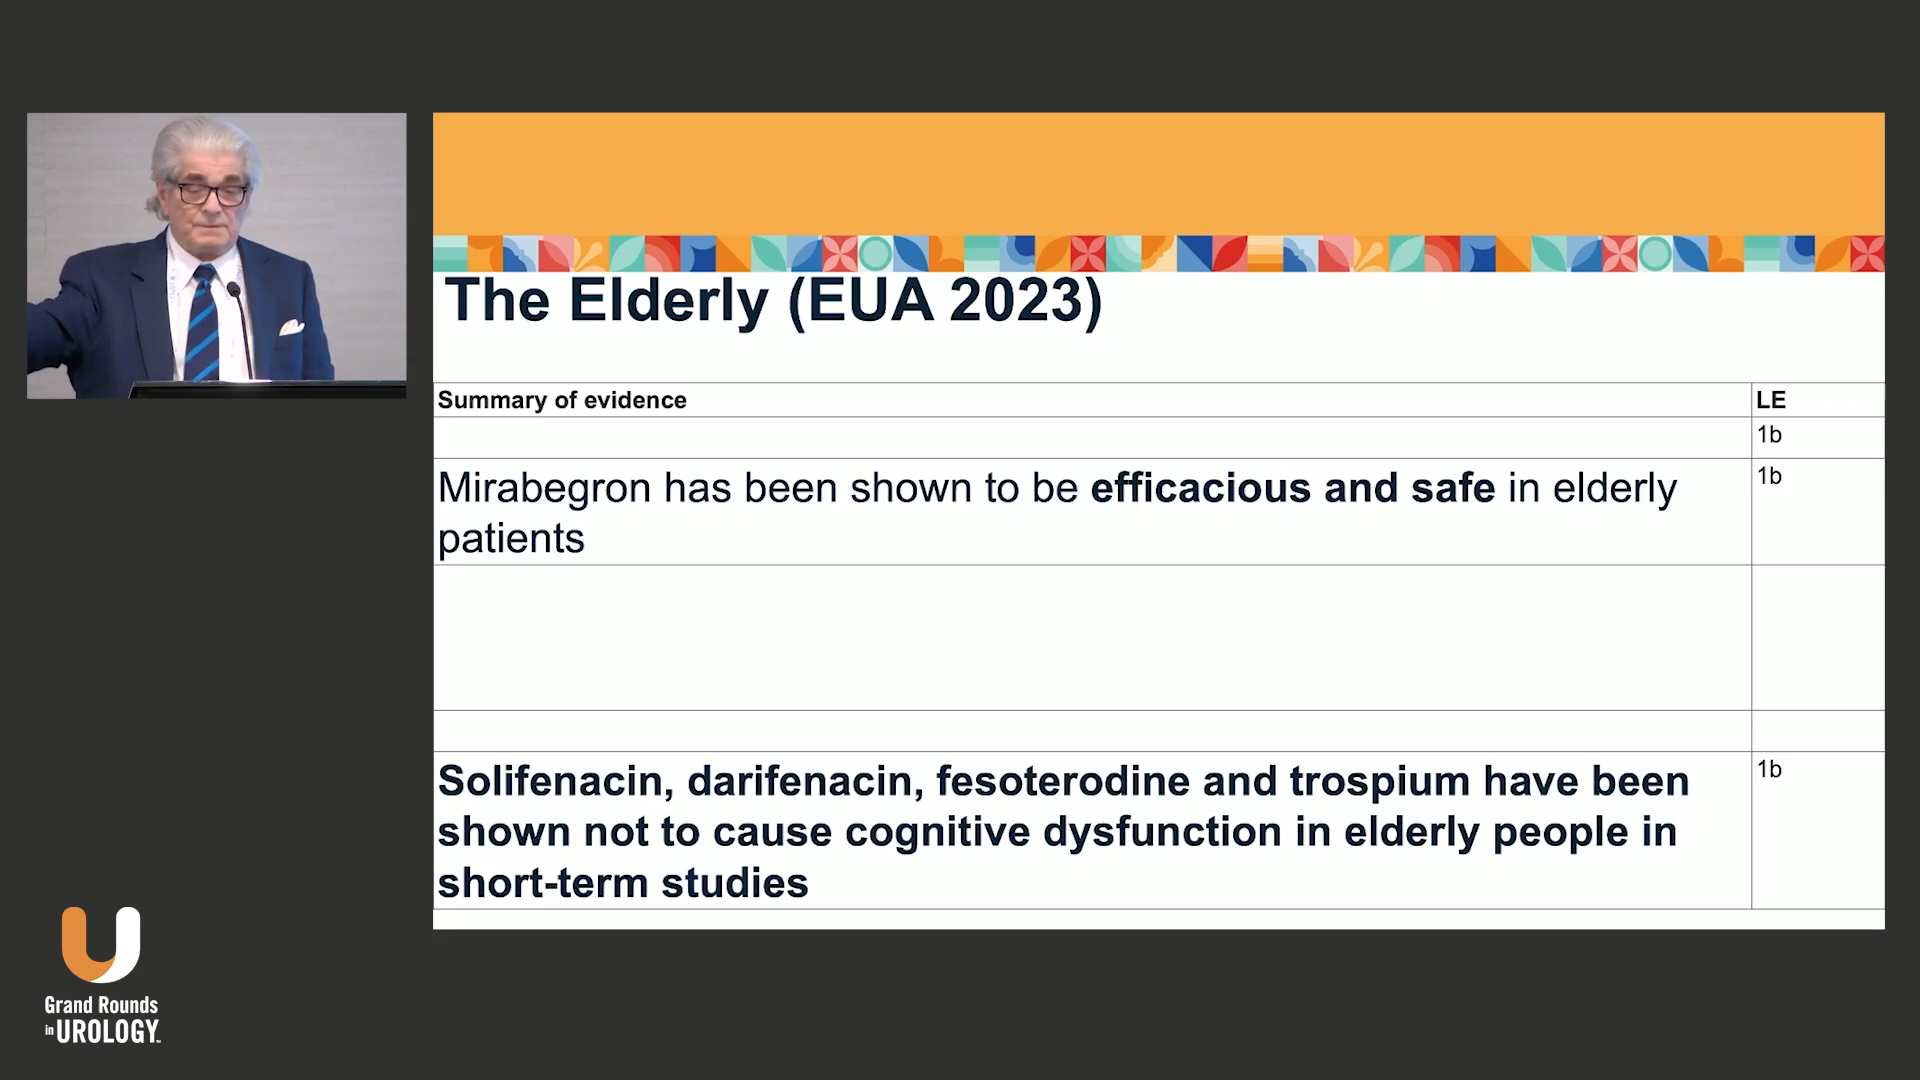 The Elderly (EUA 2023)
Summary of evidence
LE
1b
Mirabegron has been shown to be efficacious and safe in elderly
patients
1b
Solifenacin, darifenacin, fesoterodine and trospium have been
shown not to cause cognitive dysfunction in elderly people in
short-term studies
1b
Grand Rounds
in UROLOGY™